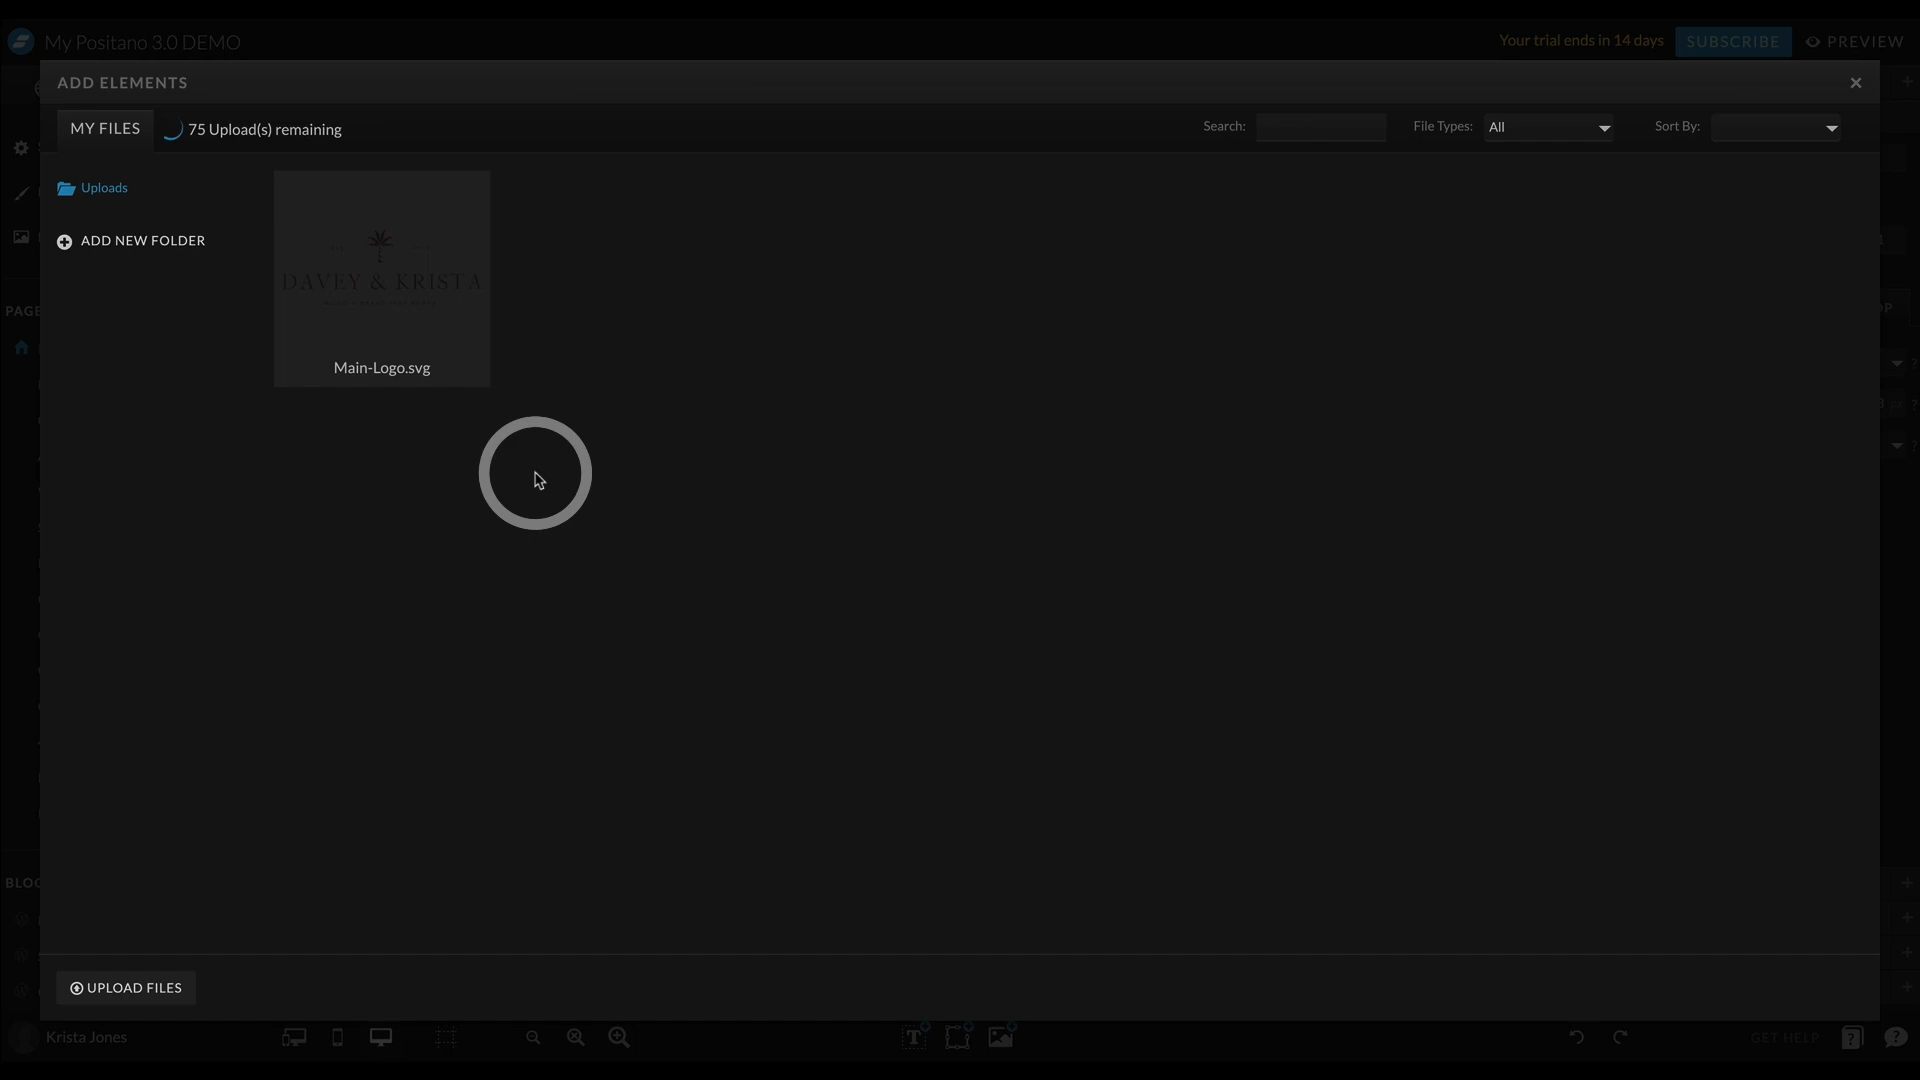 My Positano 3.0 DEMO
Your trial ends in 14 days
SUBSCRIBE
PREVIEW
ADD ELEMENTS
MY FILES
75 Upload(s) remaining
Search:
File Types:
All
Sort By:
Uploads
ADD NEW FOLDER
DAVEY & KRISTA
Main-Logo.svg
UPLOAD FILES
Krista Jones
GET HELP